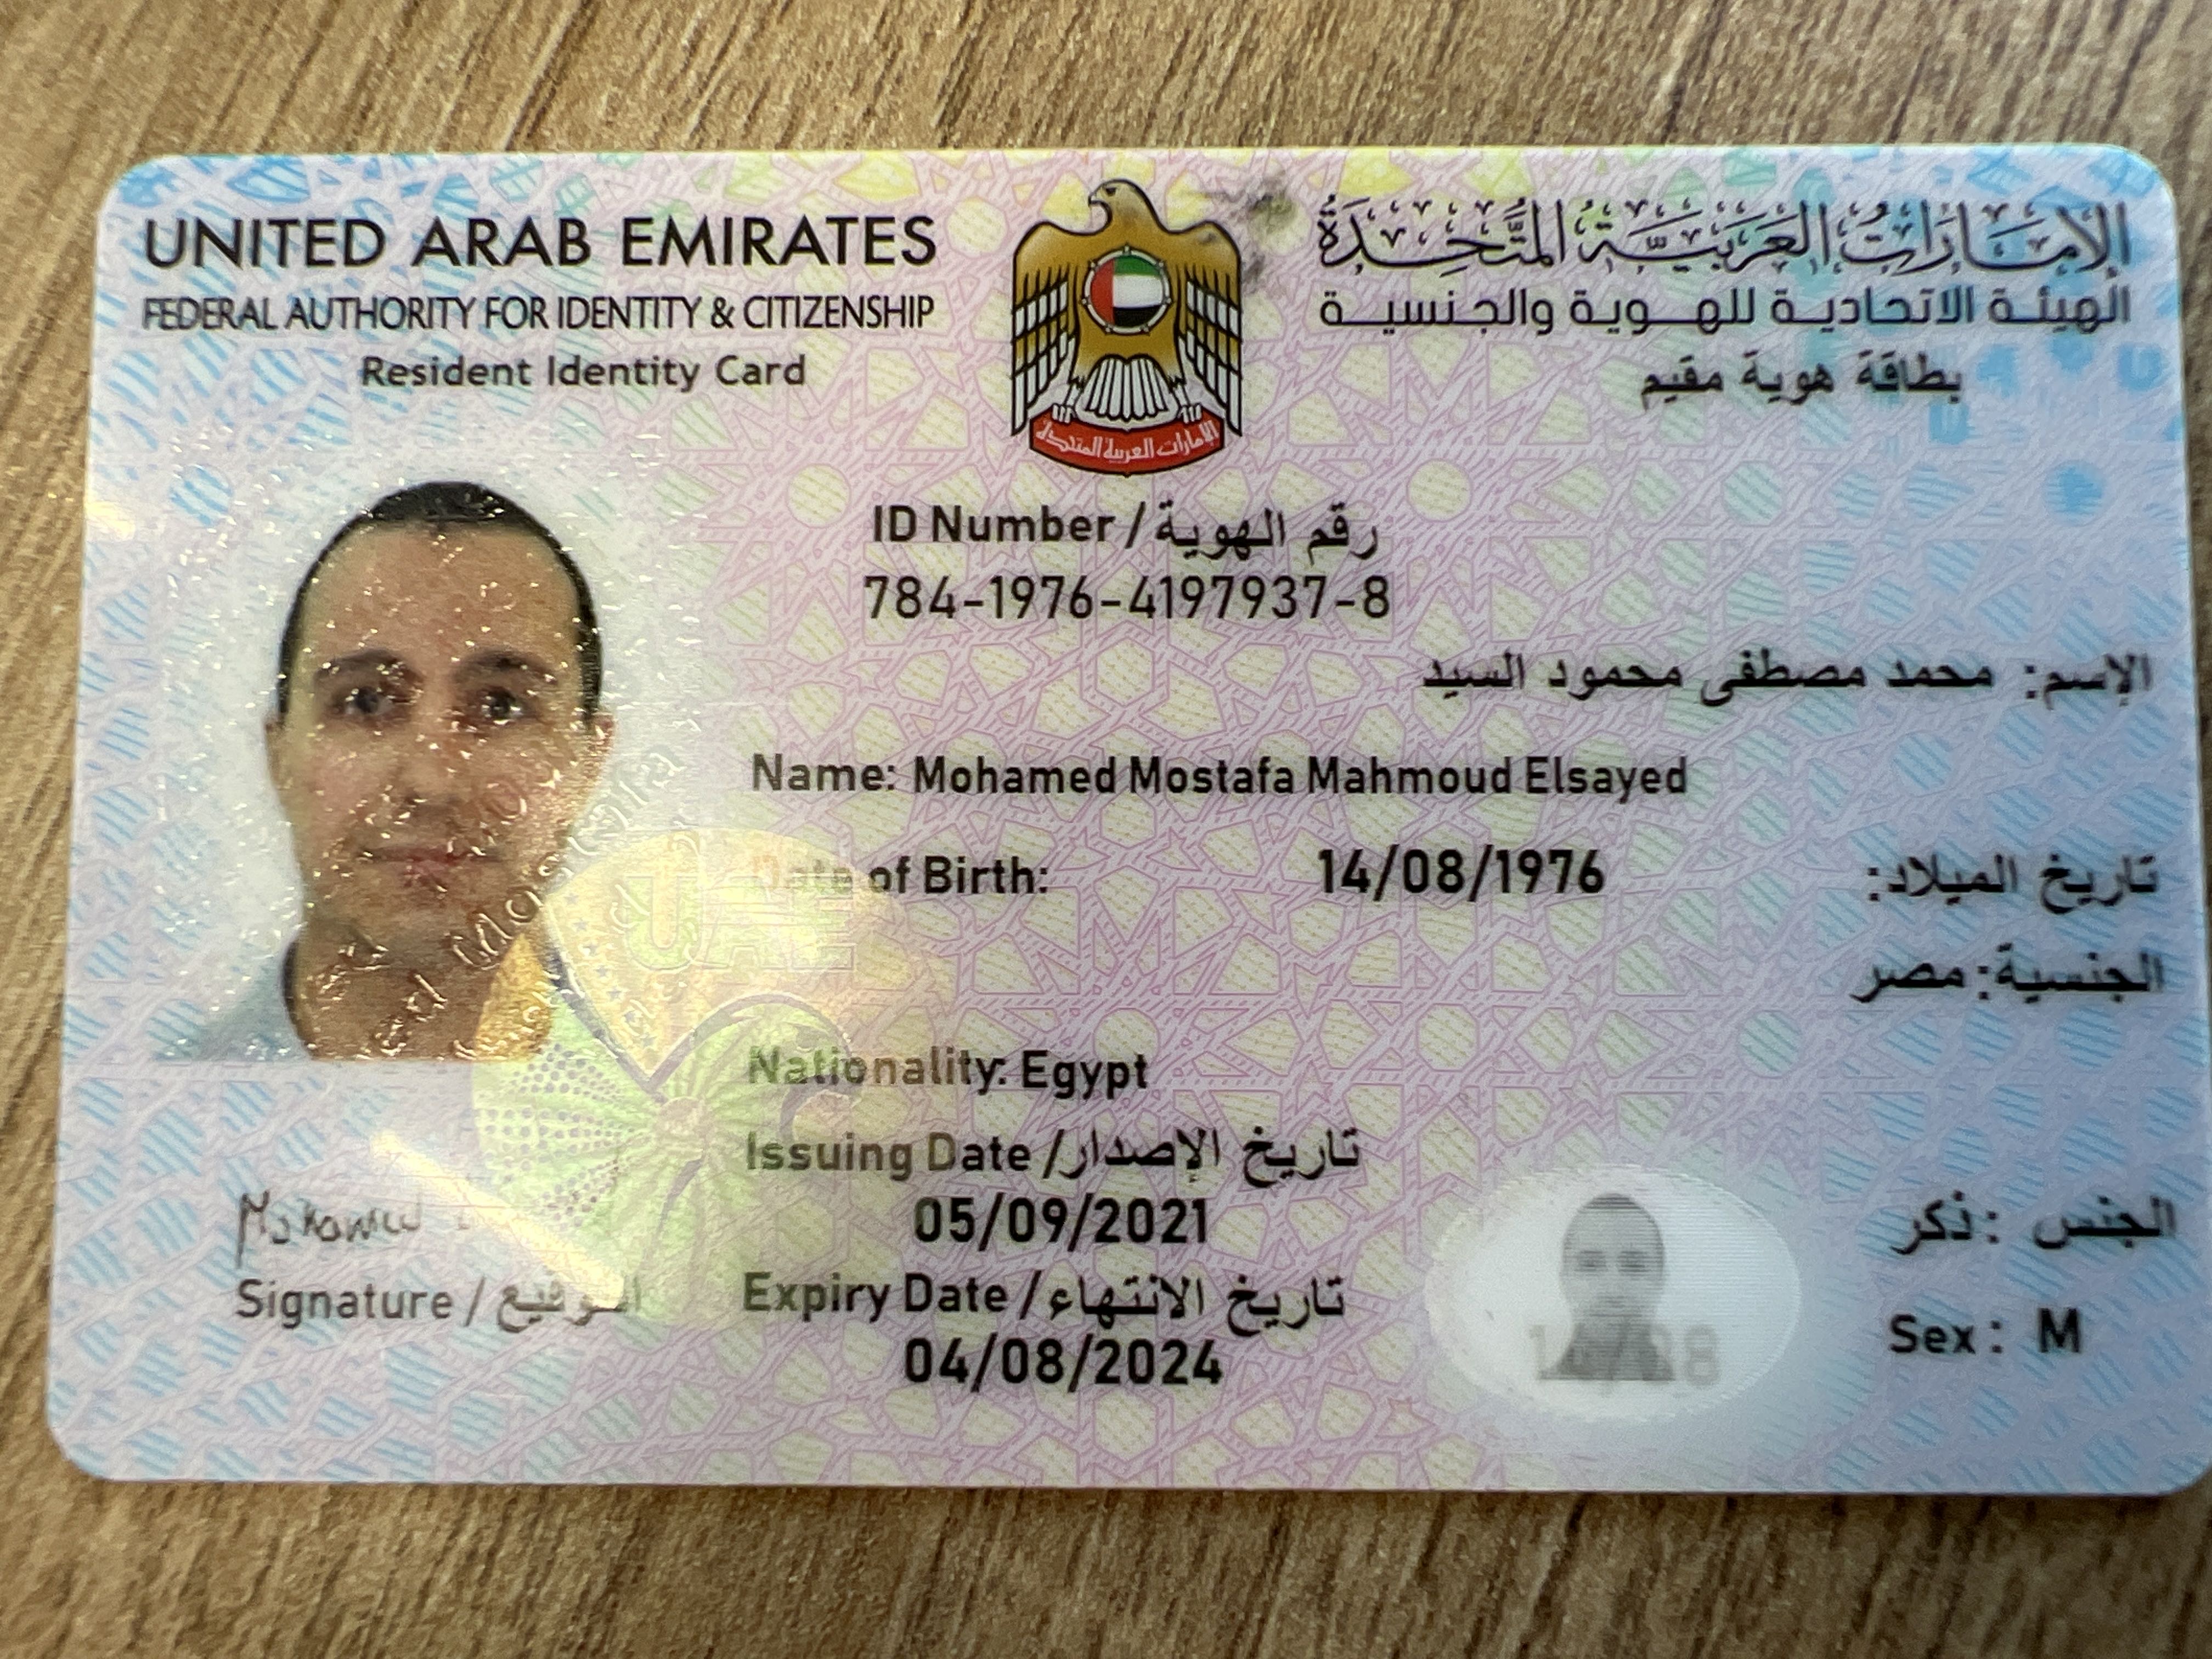 UNITED ARAB EMIRATES
الإمارات العربية المتحدة
FEDERAL AUTHORITY FOR IDENTITY & CITIZENSHIP
الهيئة الاتحادية للهوية والجنسية
Resident Identity Card
بطاقة هوية مقيم
ID Number / رقم الهوية
784-1976-4197937-8
الإسم: محمد مصطفى محمود السيد
Name: Mohamed Mostafa Mahmoud Elsayed
Date of Birth: 14/08/1976 تاريخ الميلاد:
الجنسية: مصر
Nationality: Egypt
Issuing Date / تاريخ الإصدار
05/09/2021
Expiry Date / تاريخ الانتهاء
04/08/2024
Signature / التوقيع
الجنس: ذكر
Sex: M